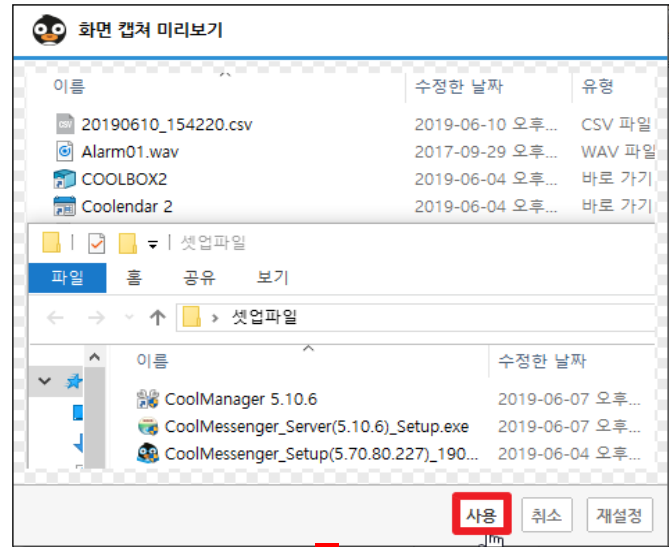 화면 캡쳐 미리보기
이름 수정한 날짜 유형
20190610_154220.csv 2019-06-10 오후... CSV 파일
Alarm01.wav 2017-09-29 오후... WAV 파일
COOLBOX2 2019-06-04 오후... 바로 가기
Coolendar 2 2019-06-04 오후... 바로 가기
셋업파일
파일 홈 공유 보기
셋업파일
이름 수정한 날짜
CoolManager 5.10.6 2019-06-07 오후...
CoolMessenger_Server(5.10.6)_Setup.exe 2019-06-07 오후...
CoolMessenger_Setup(5.70.80.227)_190... 2019-06-04 오후...
사용 취소 재설정